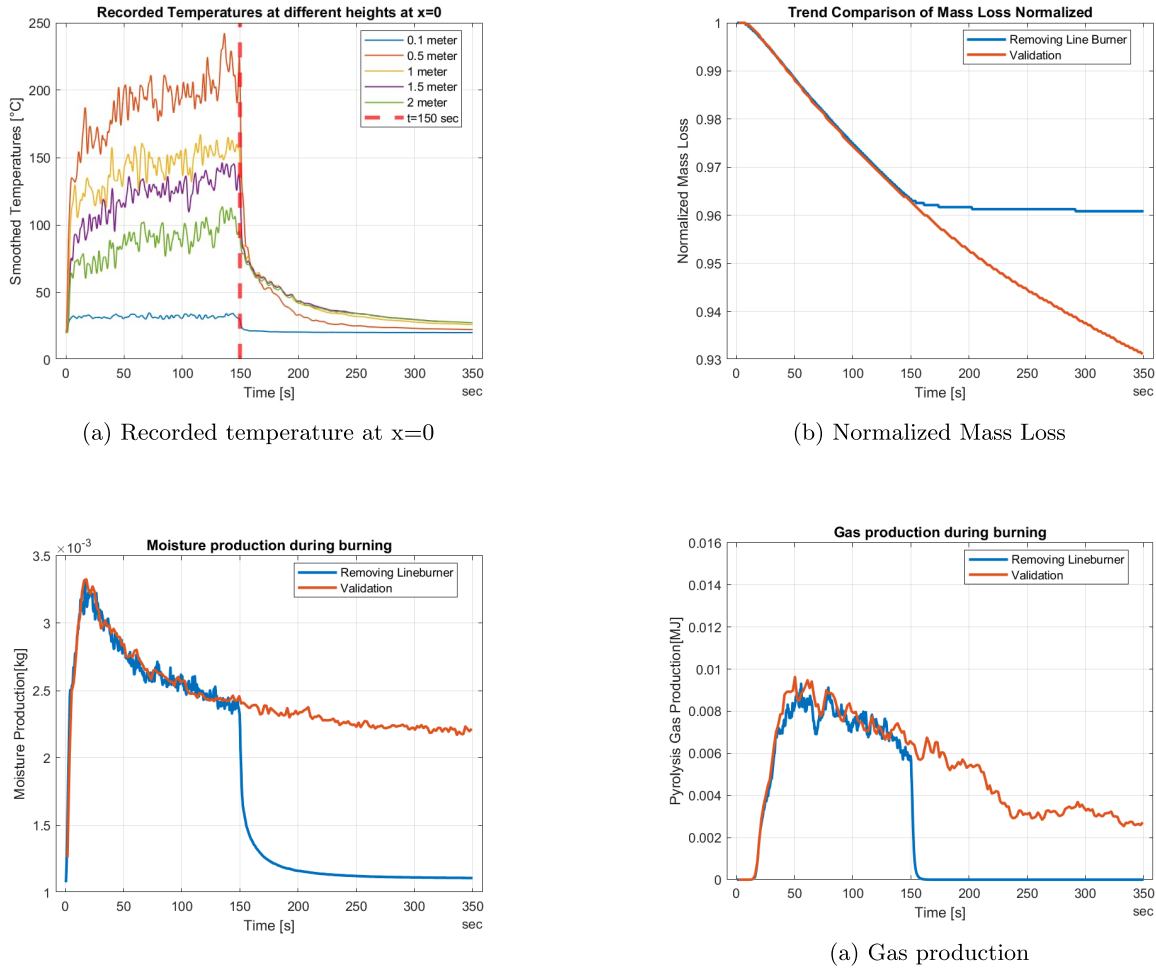 Recorded Temperatures at different heights at x=0
Smoothed Temperatures [°C]
250
200
150
100
50
0
0 50 100 150 200 250 300 350
Time [s]
sec
0.1 meter
0.5 meter
1 meter
1.5 meter
2 meter
t=150 sec
(a) Recorded temperature at x=0
Trend Comparison of Mass Loss Normalized
Normalized Mass Loss
1
0.99
0.98
0.97
0.96
0.95
0.94
0.93
0 50 100 150 200 250 300 350
Time [s]
sec
Removing Line Burner
Validation
(b) Normalized Mass Loss
Moisture production during burning
×10⁻³
Moisture Production[kg]
3.5
3
2.5
2
1.5
1
0 50 100 150 200 250 300 350
Time [s]
sec
Removing Lineburner
Validation
Gas production during burning
Pyrolysis Gas Production[MJ]
0.016
0.014
0.012
0.01
0.008
0.006
0.004
0.002
0
0 50 100 150 200 250 300 350
Time [s]
sec
Removing Lineburner
Validation
(a) Gas production